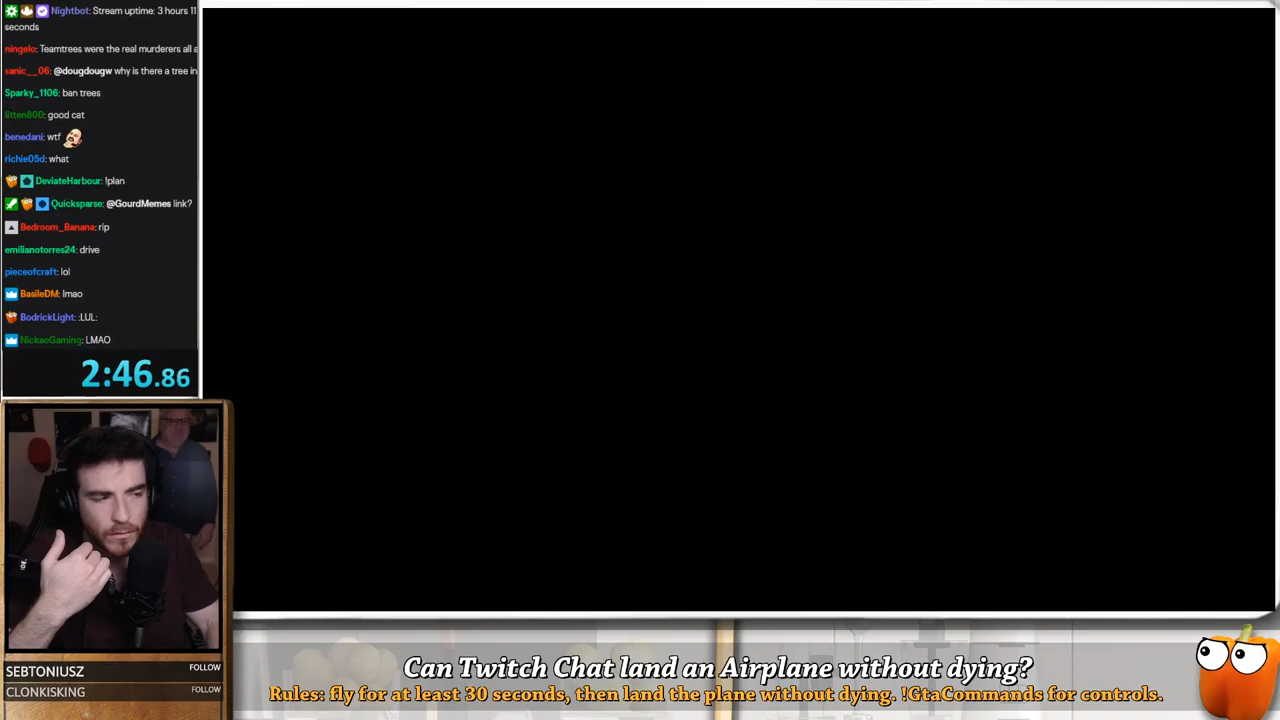 Nightbot: Stream uptime: 3 hours 11
seconds
ningelo: Teamtrees were the real murderers all a
sanic__06: @dougdougw why is there a tree in
Sparky_1106: ban trees
litten800: good cat
benedani: wtf
richie05d: what
DeviateHarbour: !plan
Quicksparse: @GourdMemes link?
Bedroom_Banana: rip
emilianotorres24: drive
pieceofcraft: lol
BasileDM: lmao
BodrickLight: :LUL:
NickaoGaming: LMAO
2:46.86
SEBTONIUSZ FOLLOW
CLONKISKING FOLLOW
Can Twitch Chat land an Airplane without dying?
Rules: fly for at least 30 seconds, then land the plane without dying. !GtaCommands for controls.